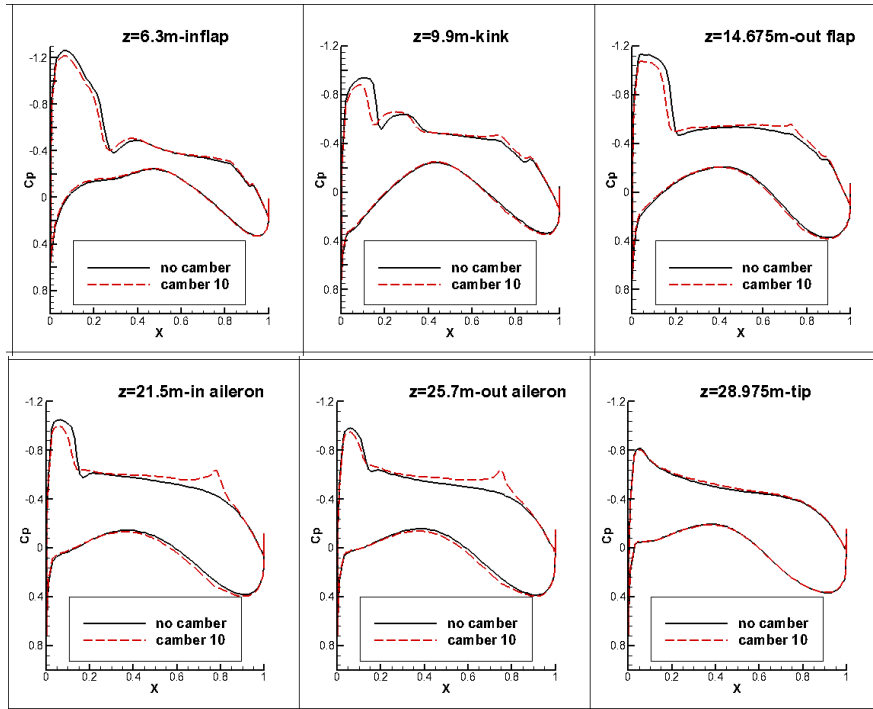 z=6.3m-inflap
-1.2
-0.8
-0.4
0
0.4
0.8
Cp
no camber
camber 10
0
0.2
0.4
0.6
0.8
1
X
z=9.9m-kink
-1.2
-0.8
-0.4
0
0.4
0.8
Cp
no camber
camber 10
0
0.2
0.4
0.6
0.8
1
X
z=14.675m-out flap
-1.2
-0.8
-0.4
0
0.4
0.8
Cp
no camber
camber 10
0
0.2
0.4
0.6
0.8
1
X
z=21.5m-in aileron
-1.2
-0.8
-0.4
0
0.4
0.8
Cp
no camber
camber 10
0
0.2
0.4
0.6
0.8
1
X
z=25.7m-out aileron
-1.2
-0.8
-0.4
0
0.4
0.8
Cp
no camber
camber 10
0
0.2
0.4
0.6
0.8
1
X
z=28.975m-tip
-1.2
-0.8
-0.4
0
0.4
0.8
Cp
no camber
camber 10
0
0.2
0.4
0.6
0.8
1
X